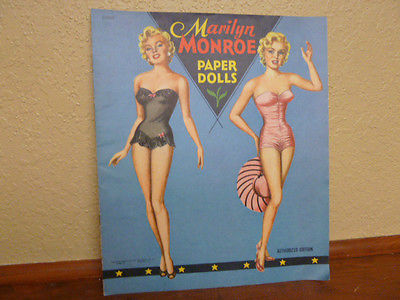 Marilyn
MONROE
PAPER
DOLLS
AUTHORIZED EDITION